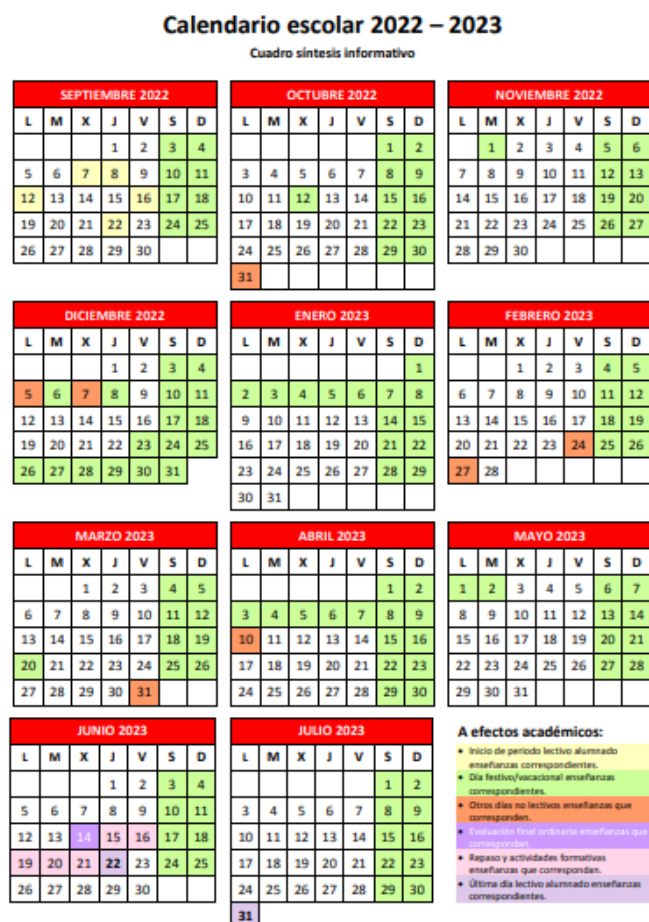 Calendario escolar 2022 – 2023
Cuadro síntesis informativo
SEPTIEMBRE 2022
L M X J V S D
1 2 3 4
5 6 7 8 9 10 11
12 13 14 15 16 17 18
19 20 21 22 23 24 25
26 27 28 29 30
OCTUBRE 2022
L M X J V S D
1 2
3 4 5 6 7 8 9
10 11 12 13 14 15 16
17 18 19 20 21 22 23
24 25 26 27 28 29 30
31
NOVIEMBRE 2022
L M X J V S D
1 2 3 4 5 6
7 8 9 10 11 12 13
14 15 16 17 18 19 20
21 22 23 24 25 26 27
28 29 30
DICIEMBRE 2022
L M X J V S D
1 2 3 4
5 6 7 8 9 10 11
12 13 14 15 16 17 18
19 20 21 22 23 24 25
26 27 28 29 30 31
ENERO 2023
L M X J V S D
1
2 3 4 5 6 7 8
9 10 11 12 13 14 15
16 17 18 19 20 21 22
23 24 25 26 27 28 29
30 31
FEBRERO 2023
L M X J V S D
1 2 3 4 5
6 7 8 9 10 11 12
13 14 15 16 17 18 19
20 21 22 23 24 25 26
27 28
MARZO 2023
L M X J V S D
1 2 3 4 5
6 7 8 9 10 11 12
13 14 15 16 17 18 19
20 21 22 23 24 25 26
27 28 29 30 31
ABRIL 2023
L M X J V S D
1 2
3 4 5 6 7 8 9
10 11 12 13 14 15 16
17 18 19 20 21 22 23
24 25 26 27 28 29 30
MAYO 2023
L M X J V S D
1 2 3 4 5 6 7
8 9 10 11 12 13 14
15 16 17 18 19 20 21
22 23 24 25 26 27 28
29 30 31
JUNIO 2023
L M X J V S D
1 2 3 4
5 6 7 8 9 10 11
12 13 14 15 16 17 18
19 20 21 22 23 24 25
26 27 28 29 30
JULIO 2023
L M X J V S D
1 2
3 4 5 6 7 8 9
10 11 12 13 14 15 16
17 18 19 20 21 22 23
24 25 26 27 28 29 30
31
A efectos académicos:
• Inicio de periodo lectivo alumnado
enseñanzas correspondientes.
• Día festivo/vacacional enseñanzas
correspondientes.
• Otros días no lectivos enseñanzas que
corresponden.
• Evaluación final ordinaria enseñanzas que
correspondan.
• Repaso y actividades formativas
enseñanzas que correspondan.
• Última día lectivo alumnado enseñanzas
correspondientes.